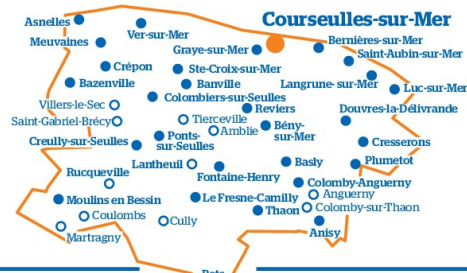 Courseulles-sur-Mer
Asnelles
Ver-sur-Mer
Meuvaines
Graye-sur-Mer
Bernières-sur-Mer
Saint-Aubin-sur-Mer
Crépon
Ste-Croix-sur-Mer
Langrune-sur-Mer
Luc-sur-Mer
Bazenville
Banville
Colombiers-sur-Seulles
Villers-le-Sec
Reviers
Douvres-la-Délivrande
Saint-Gabriel-Brécy
Tierceville
Amblie
Bény-
sur-Mer
Creully-sur-Seulles
Ponts-
sur-Seulles
Cresserons
Lantheuil
Basly
Plumetot
Rucqueville
Fontaine-Henry
Colomby-Anguerny
Moulins en Bessin
Le Fresne-Camilly
Anguerny
Coulombs
Cully
Thaon
Colomby-sur-Thaon
Martragny
Anisy